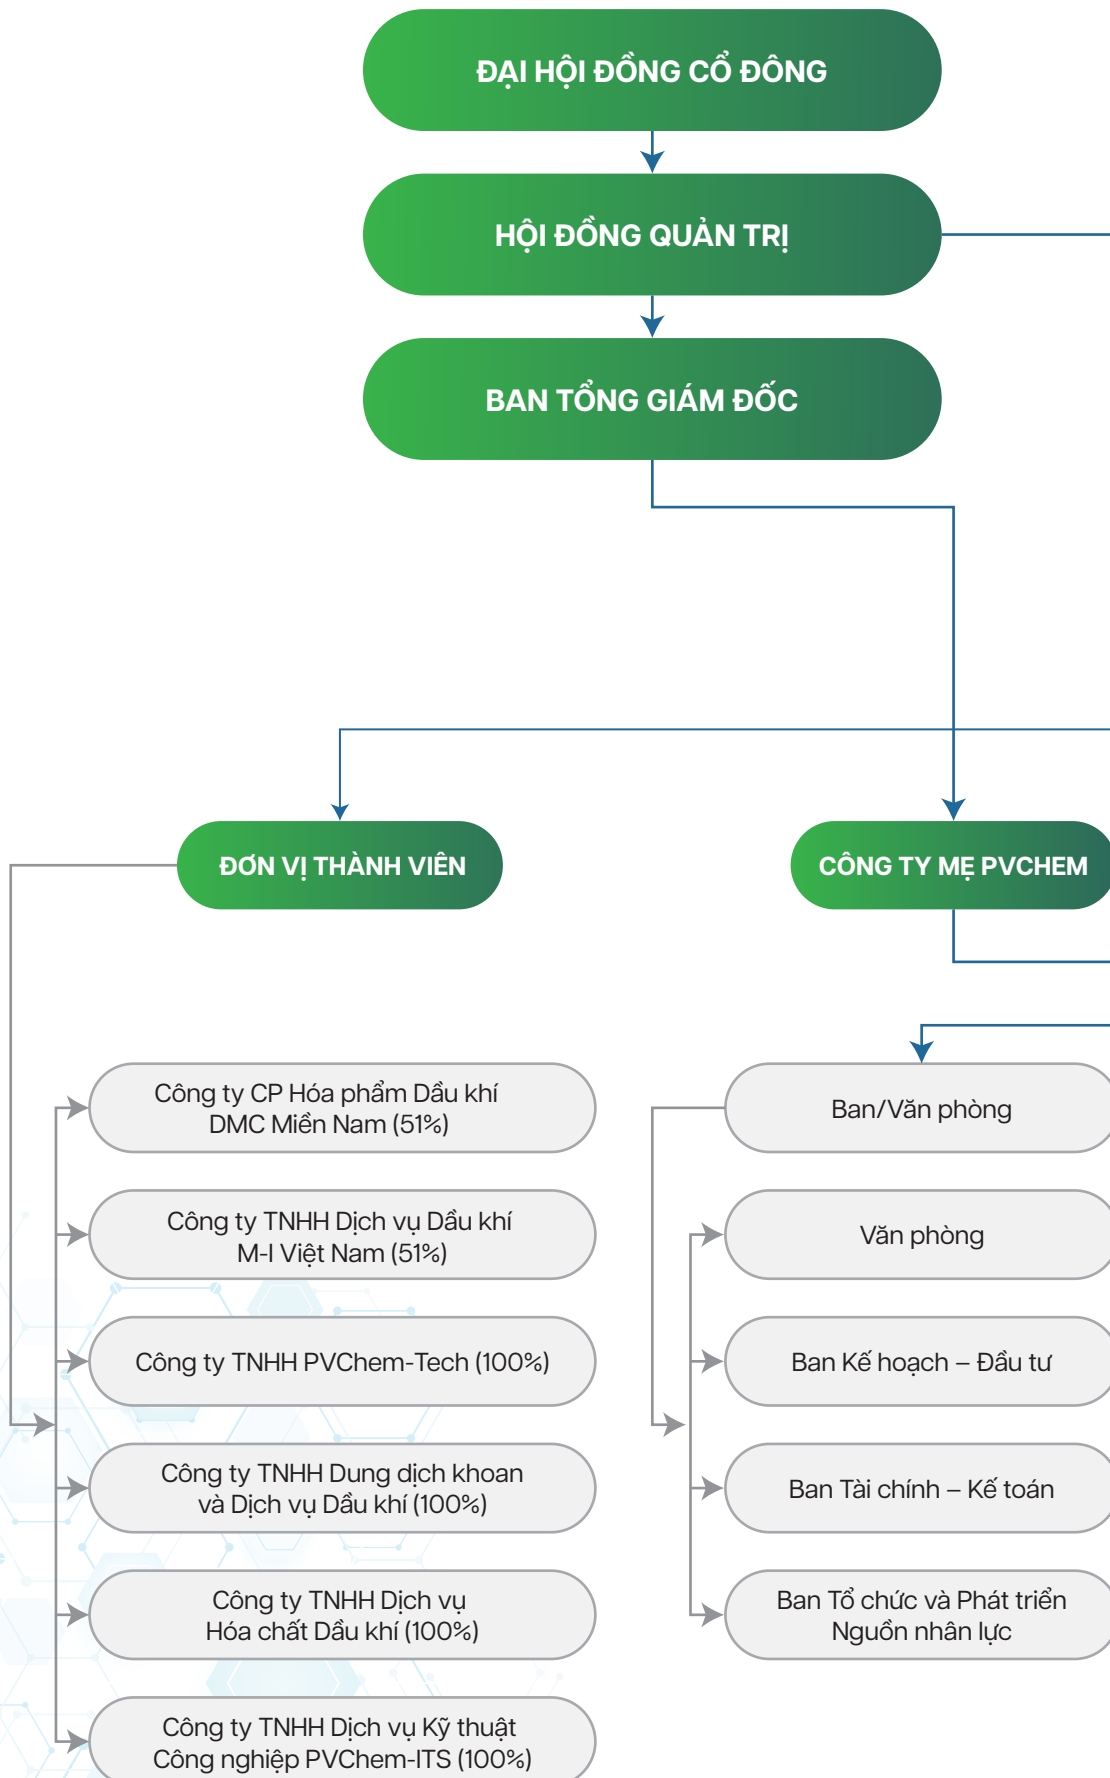 ĐẠI HỘI ĐỒNG CỔ ĐÔNG
HỘI ĐỒNG QUẢN TRỊ
BAN TỔNG GIÁM ĐỐC
ĐƠN VỊ THÀNH VIÊN
CÔNG TY MẸ PVCHEM
Công ty CP Hóa phẩm Dầu khí
DMC Miền Nam (51%)
Công ty TNHH Dịch vụ Dầu khí
M-I Việt Nam (51%)
Công ty TNHH PVChem-Tech (100%)
Công ty TNHH Dung dịch khoan
và Dịch vụ Dầu khí (100%)
Công ty TNHH Dịch vụ
Hóa chất Dầu khí (100%)
Công ty TNHH Dịch vụ Kỹ thuật
Công nghiệp PVChem-ITS (100%)
Ban/Văn phòng
Văn phòng
Ban Kế hoạch – Đầu tư
Ban Tài chính – Kế toán
Ban Tổ chức và Phát triển
Nguồn nhân lực